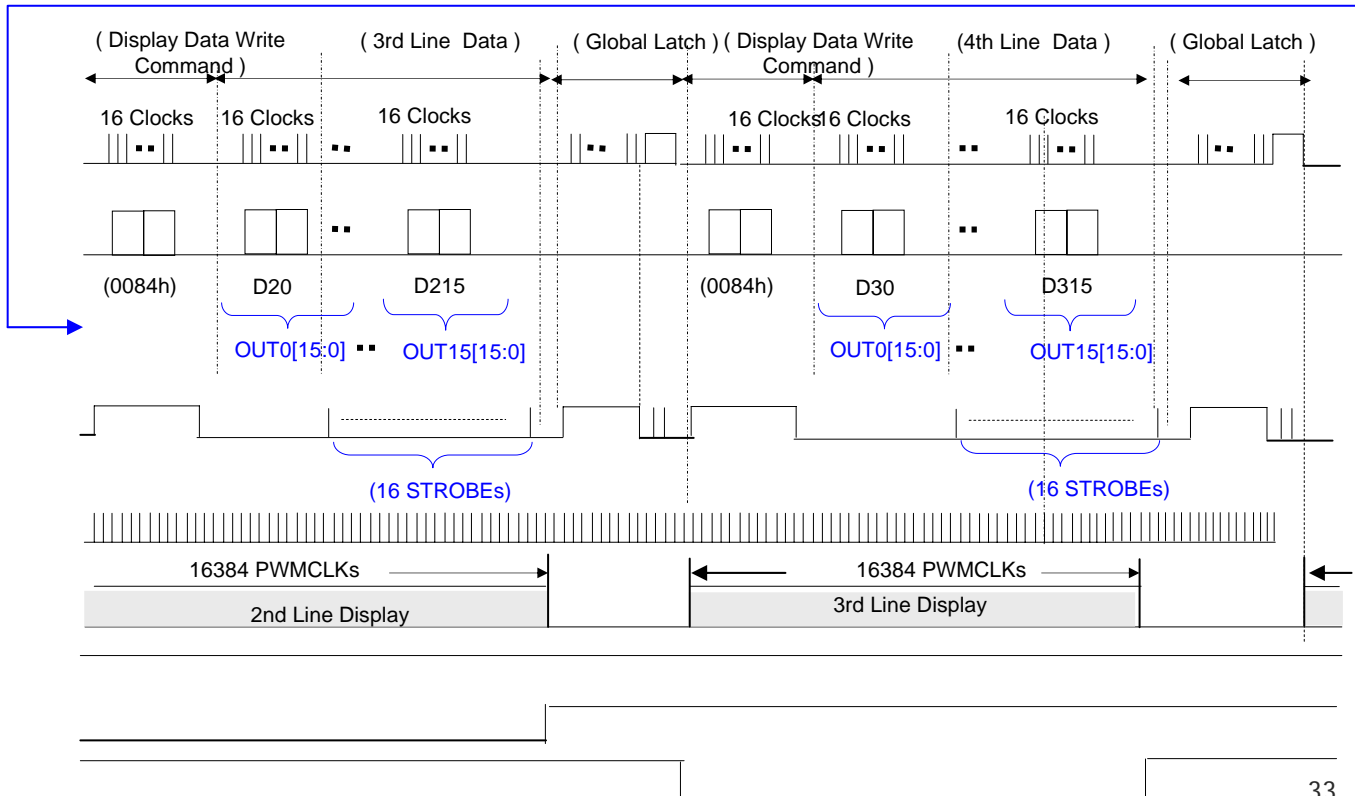 ( Display Data Write Command )
( 3rd Line Data )
( Global Latch )
( Display Data Write Command )
(4th Line Data )
( Global Latch )
16 Clocks
16 Clocks
16 Clocks
16 Clocks
16 Clocks
16 Clocks
(0084h)
D20
D215
(0084h)
D30
D315
OUT0[15:0]
OUT15[15:0]
OUT0[15:0]
OUT15[15:0]
(16 STROBEs)
(16 STROBEs)
16384 PWMCLKs
16384 PWMCLKs
2nd Line Display
3rd Line Display
33